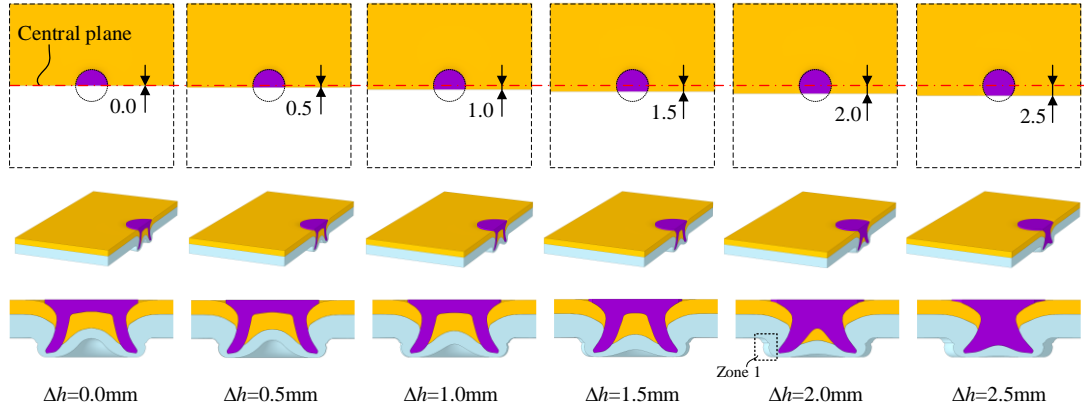 Central plane
0.0
0.5
1.0
1.5
2.0
2.5
Zone 1
Δh=0.0mm
Δh=0.5mm
Δh=1.0mm
Δh=1.5mm
Δh=2.0mm
Δh=2.5mm